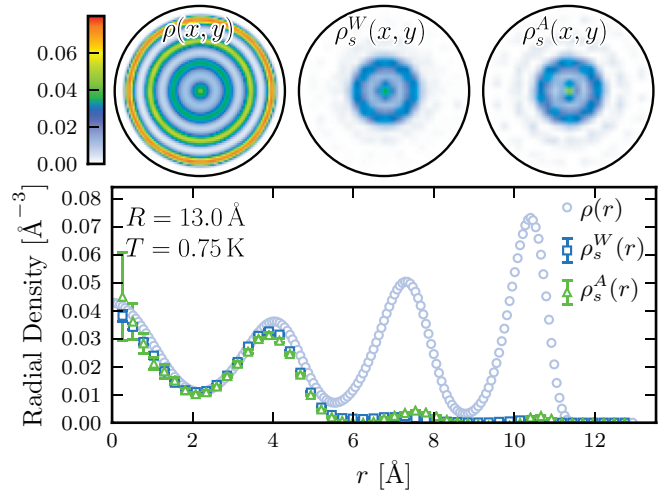 ρ(x, y)
ρ_s^W(x, y)
ρ_s^A(x, y)
0.06
0.04
0.02
0.00
0.08
0.07
0.06
0.05
0.04
0.03
0.02
0.01
0.00
Radial Density [Å⁻³]
R = 13.0 Å
T = 0.75 K
ρ(r)
ρ_s^W(r)
ρ_s^A(r)
0 2 4 6 8 10 12
r [Å]